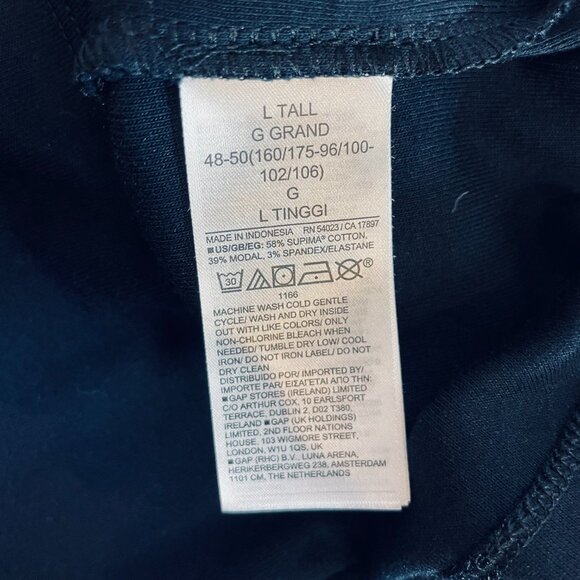 L TALL
G GRAND
48-50(160/175-96/100-
102/106)
G
L TINGGI
MADE IN INDONESIA RN 54023 / CA 17897
■US/GB/EG: 58% SUPIMA® COTTON,
39% MODAL, 3% SPANDEX/ELASTANE
30
1166
MACHINE WASH COLD GENTLE
CYCLE/ WASH AND DRY INSIDE
OUT WITH LIKE COLORS/ ONLY
NON-CHLORINE BLEACH WHEN
NEEDED/ TUMBLE DRY LOW/ COOL
IRON/ DO NOT IRON LABEL/ DO NOT
DRY CLEAN
DISTRIBUIDO POR/ IMPORTED BY/
IMPORTE PAR/ ΕΙΣΑΓΕΤΑΙ ΑΠΟ ΤΗΝ:
■GAP STORES (IRELAND) LIMITED
C/O ARTHUR COX, 10 EARLSFORT
TERRACE, DUBLIN 2, D02 T380,
IRELAND ■GAP (UK HOLDINGS)
LIMITED, 2ND FLOOR NATIONS
HOUSE, 103 WIGMORE STREET,
LONDON, W1U 1QS, UK
■GAP (RHC) B.V., LUNA ARENA,
HERIKERBERGWEG 238, AMSTERDAM
1101 CM, THE NETHERLANDS